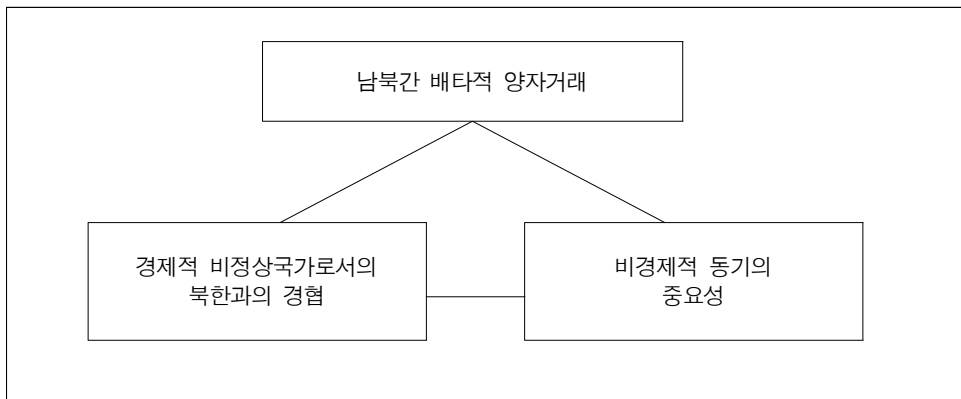 남북간 배타적 양자거래
경제적 비정상국가로서의
북한과의 경협
비경제적 동기의
중요성